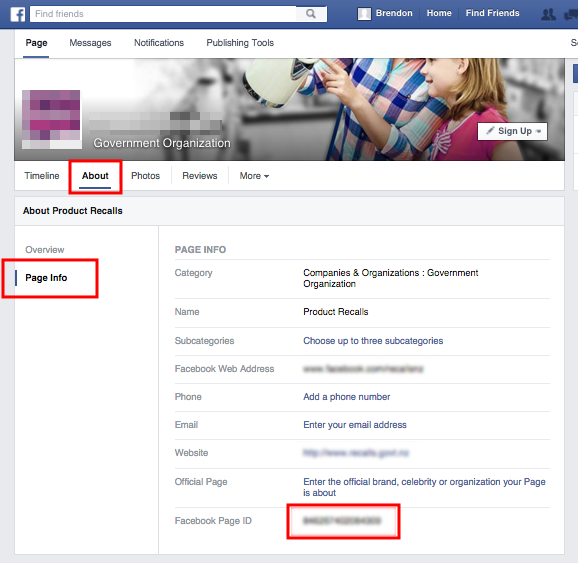 f Find friends Brendon Home Find Friends
Page Messages Notifications Publishing Tools
Government Organization
Sign Up
Timeline About Photos Reviews More
About Product Recalls
Overview
Page Info
PAGE INFO
Category Companies & Organizations : Government
Organization
Name Product Recalls
Subcategories Choose up to three subcategories
Facebook Web Address
Phone Add a phone number
Email Enter your email address
Website
Official Page Enter the official brand, celebrity or organization your Page
is about
Facebook Page ID